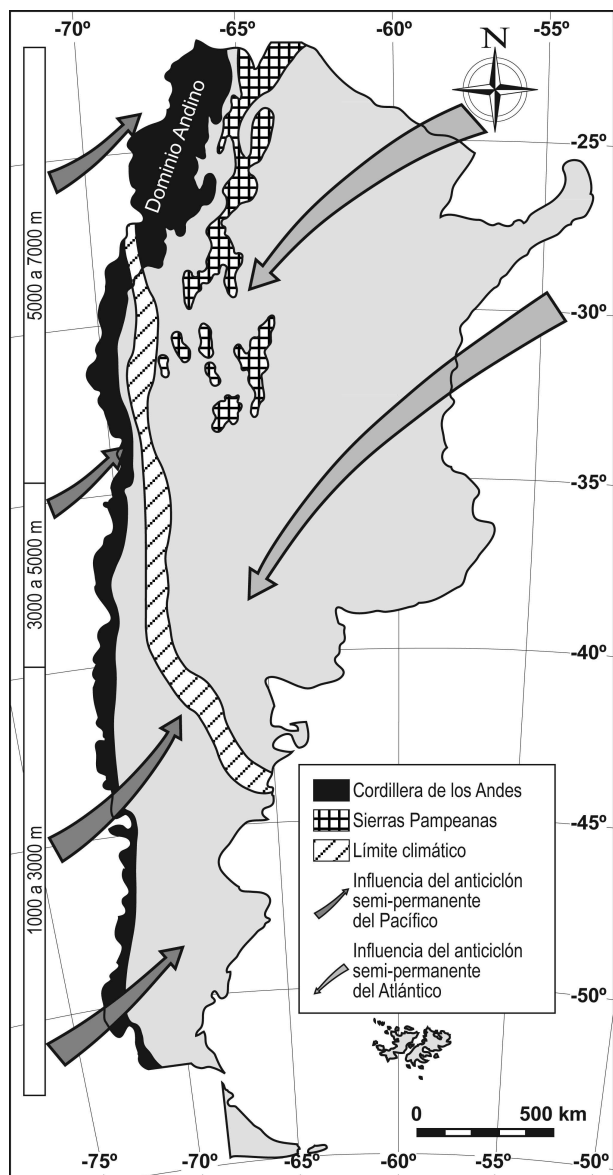 -70º
-65º
-60º
-55º
N
Dominio Andino
-25º
5000 a 7000 m
-30º
-35º
3000 a 5000 m
-40º
Cordillera de los Andes
Sierras Pampeanas
Límite climático
Influencia del anticiclón
semi-permanente
del Pacífico
Influencia del anticiclón
semi-permanente
del Atlántico
-45º
1000 a 3000 m
-50º
0
500 km
-75º
-70º
-65º
-60º
-55º
-50º